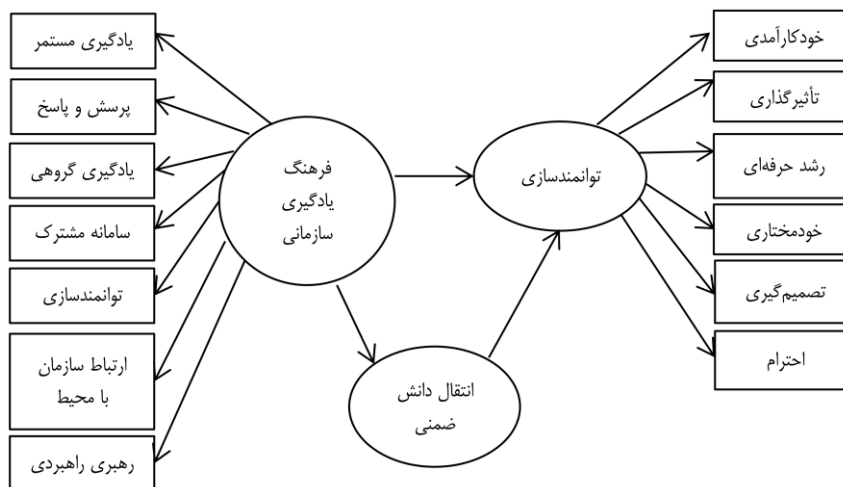 یادگیری مستمر
پرسش و پاسخ
یادگیری گروهی
سامانه مشترک
توانمندسازی
ارتباط سازمان
با محیط
رهبری راهبردی
فرهنگ
یادگیری
سازمانی
انتقال دانش
ضمنی
توانمندسازی
خودکارآمدی
تأثیرگذاری
رشد حرفه‌ای
خودمختاری
تصمیم‌گیری
احترام